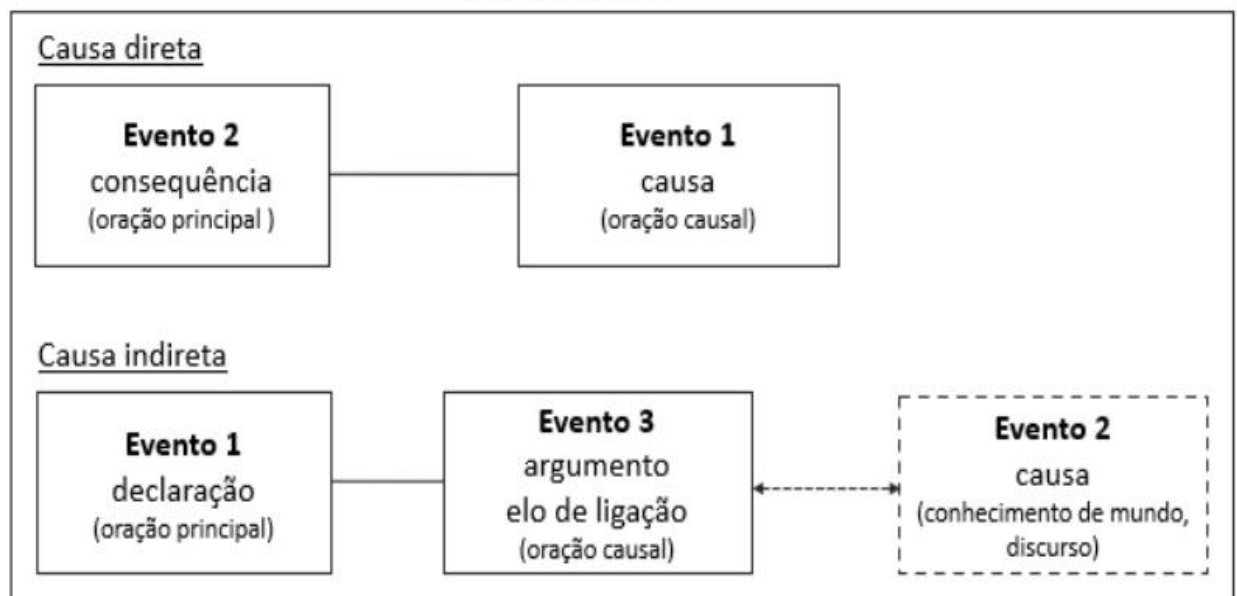 Causa direta
Evento 2
consequência
(oração principal )
Evento 1
causa
(oração causal)
Causa indireta
Evento 1
declaração
(oração principal)
Evento 3
argumento
elo de ligação
(oração causal)
Evento 2
causa
(conhecimento de mundo,
discurso)